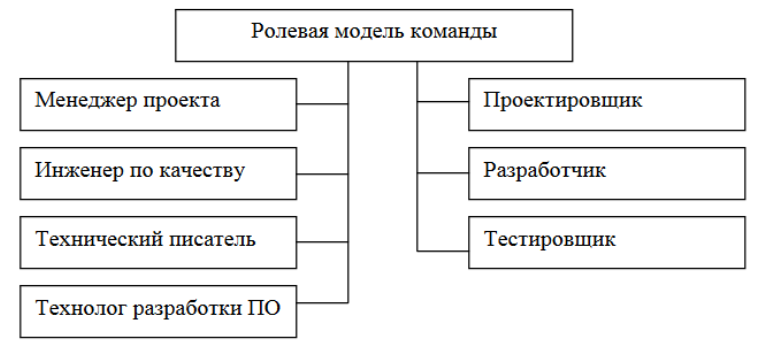 Ролевая модель команды
Менеджер проекта
Инженер по качеству
Технический писатель
Технолог разработки ПО
Проектировщик
Разработчик
Тестировщик